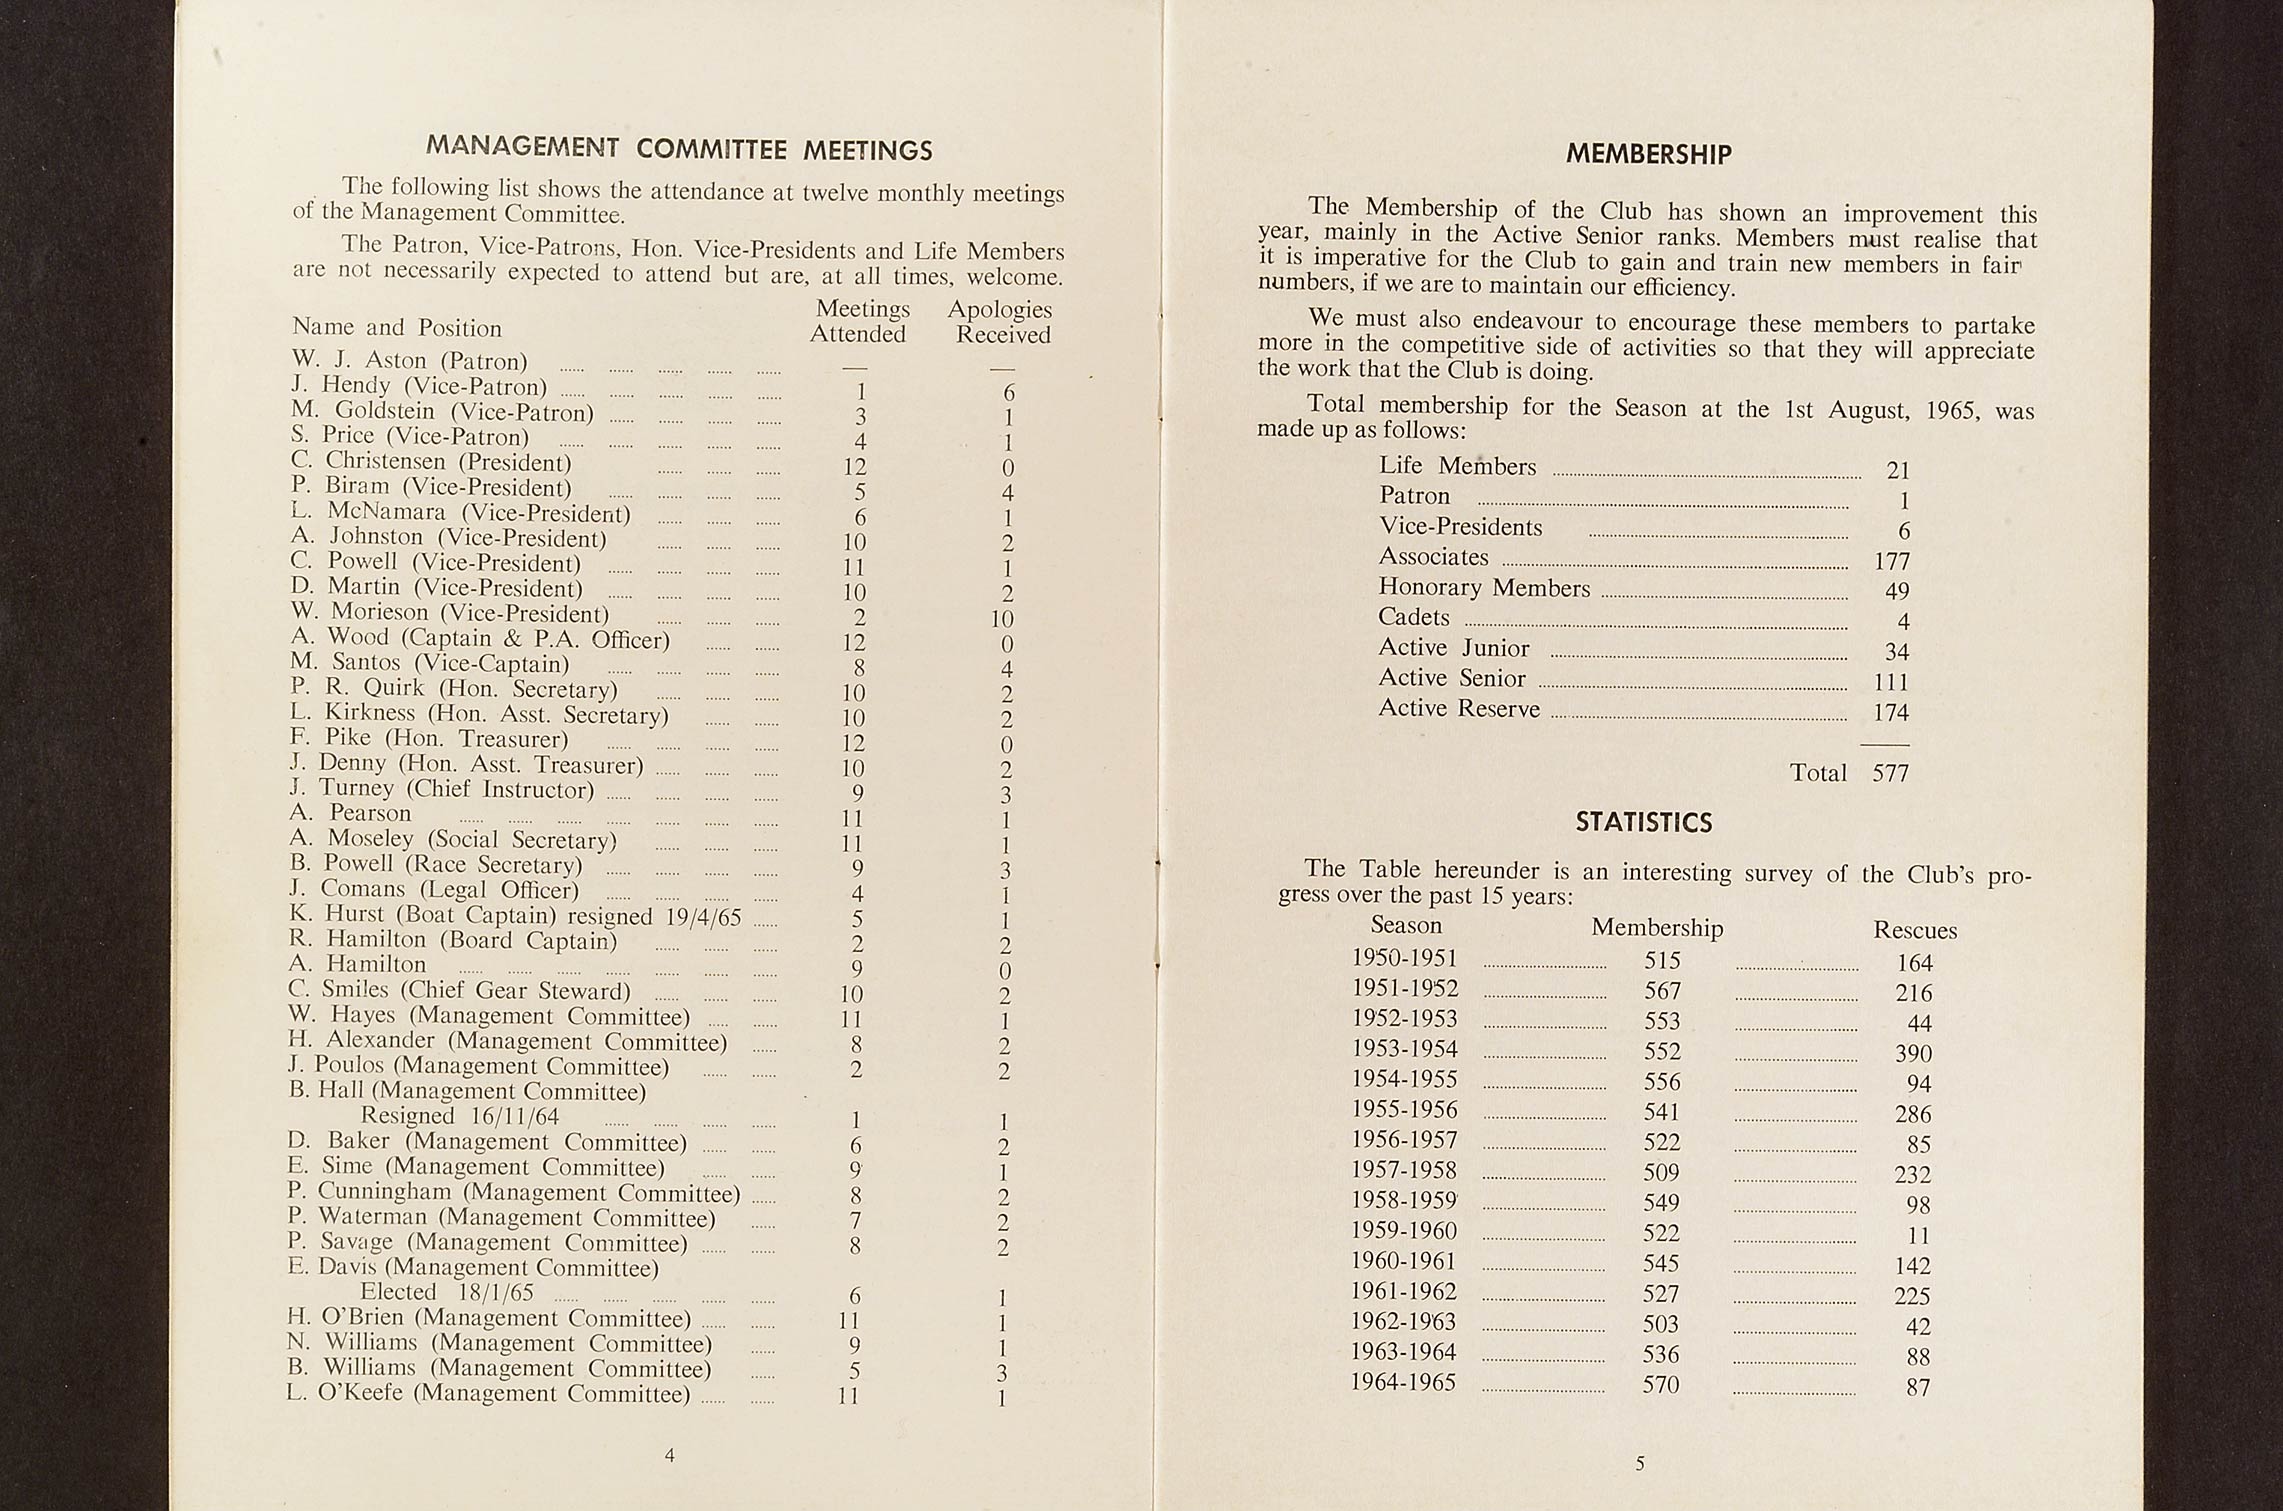 MANAGEMENT COMMITTEE MEETINGS
The following list shows the attendance at twelve monthly meetings
of the Management Committee.
The Patron, Vice-Patrons, Hon. Vice-Presidents and Life Members
are not necessarily expected to attend but are, at all times, welcome.
Meetings Apologies
Name and Position Attended Received
W. J. Aston (Patron) ...... ...... ...... ...... ...... — —
J. Hendy (Vice-Patron) ...... ...... ...... ...... ...... 1 6
M. Goldstein (Vice-Patron) ...... ...... ...... ...... 3 1
S. Price (Vice-Patron) ...... ...... ...... ...... ...... 4 1
C. Christensen (President) ...... ...... ...... 12 0
P. Biram (Vice-President) ...... ...... ...... ...... 5 4
L. McNamara (Vice-President) ...... ...... ...... 6 1
A. Johnston (Vice-President) ...... ...... ...... 10 2
C. Powell (Vice-President) ...... ...... ...... ...... 11 1
D. Martin (Vice-President) ...... ...... ...... ...... 10 2
W. Morieson (Vice-President) ...... ...... ...... 2 10
A. Wood (Captain & P.A. Officer) ...... ...... 12 0
M. Santos (Vice-Captain) ...... ...... ...... ...... 8 4
P. R. Quirk (Hon. Secretary) ...... ...... ...... 10 2
L. Kirkness (Hon. Asst. Secretary) ...... ...... 10 2
F. Pike (Hon. Treasurer) ...... ...... ...... ...... 12 0
J. Denny (Hon. Asst. Treasurer) ...... ...... ...... 10 2
J. Turney (Chief Instructor) ...... ...... ...... ...... 9 3
A. Pearson ...... ...... ...... ...... ...... ...... ...... 11 1
A. Moseley (Social Secretary) ...... ...... ...... 11 1
B. Powell (Race Secretary) ...... ...... ...... ...... 9 3
J. Comans (Legal Officer) ...... ...... ...... ...... 4 1
K. Hurst (Boat Captain) resigned 19/4/65 ...... 5 1
R. Hamilton (Board Captain) ...... ...... ...... 2 2
A. Hamilton ...... ...... ...... ...... ...... ...... ...... 9 0
C. Smiles (Chief Gear Steward) ...... ...... ...... 10 2
W. Hayes (Management Committee) ...... ...... 11 1
H. Alexander (Management Committee) ...... 8 2
J. Poulos (Management Committee) ...... ...... 2 2
B. Hall (Management Committee)
Resigned 16/11/64 ...... ...... ...... ...... 1 1
D. Baker (Management Committee) ...... ...... 6 2
E. Sime (Management Committee) ...... ...... 9 1
P. Cunningham (Management Committee) ...... 8 2
P. Waterman (Management Committee) ...... 7 2
P. Savage (Management Committee) ...... ...... 8 2
E. Davis (Management Committee)
Elected 18/1/65 ...... ...... ...... ...... ...... 6 1
H. O'Brien (Management Committee) ...... ...... 11 1
N. Williams (Management Committee) ...... 9 1
B. Williams (Management Committee) ...... 5 3
L. O'Keefe (Management Committee) ...... ...... 11 1
4
MEMBERSHIP
The Membership of the Club has shown an improvement this
year, mainly in the Active Senior ranks. Members must realise that
it is imperative for the Club to gain and train new members in fair
numbers, if we are to maintain our efficiency.
We must also endeavour to encourage these members to partake
more in the competitive side of activities so that they will appreciate
the work that the Club is doing.
Total membership for the Season at the 1st August, 1965, was
made up as follows:
Life Members ........................ 21
Patron ........................ 1
Vice-Presidents ........................ 6
Associates ........................ 177
Honorary Members ........................ 49
Cadets ........................ 4
Active Junior ........................ 34
Active Senior ........................ 111
Active Reserve ........................ 174
Total 577
STATISTICS
The Table hereunder is an interesting survey of the Club's pro-
gress over the past 15 years:
Season Membership Rescues
1950-1951 ............ 515 ............ 164
1951-1952 ............ 567 ............ 216
1952-1953 ............ 553 ............ 44
1953-1954 ............ 552 ............ 390
1954-1955 ............ 556 ............ 94
1955-1956 ............ 541 ............ 286
1956-1957 ............ 522 ............ 85
1957-1958 ............ 509 ............ 232
1958-1959 ............ 549 ............ 98
1959-1960 ............ 522 ............ 11
1960-1961 ............ 545 ............ 142
1961-1962 ............ 527 ............ 225
1962-1963 ............ 503 ............ 42
1963-1964 ............ 536 ............ 88
1964-1965 ............ 570 ............ 87
5